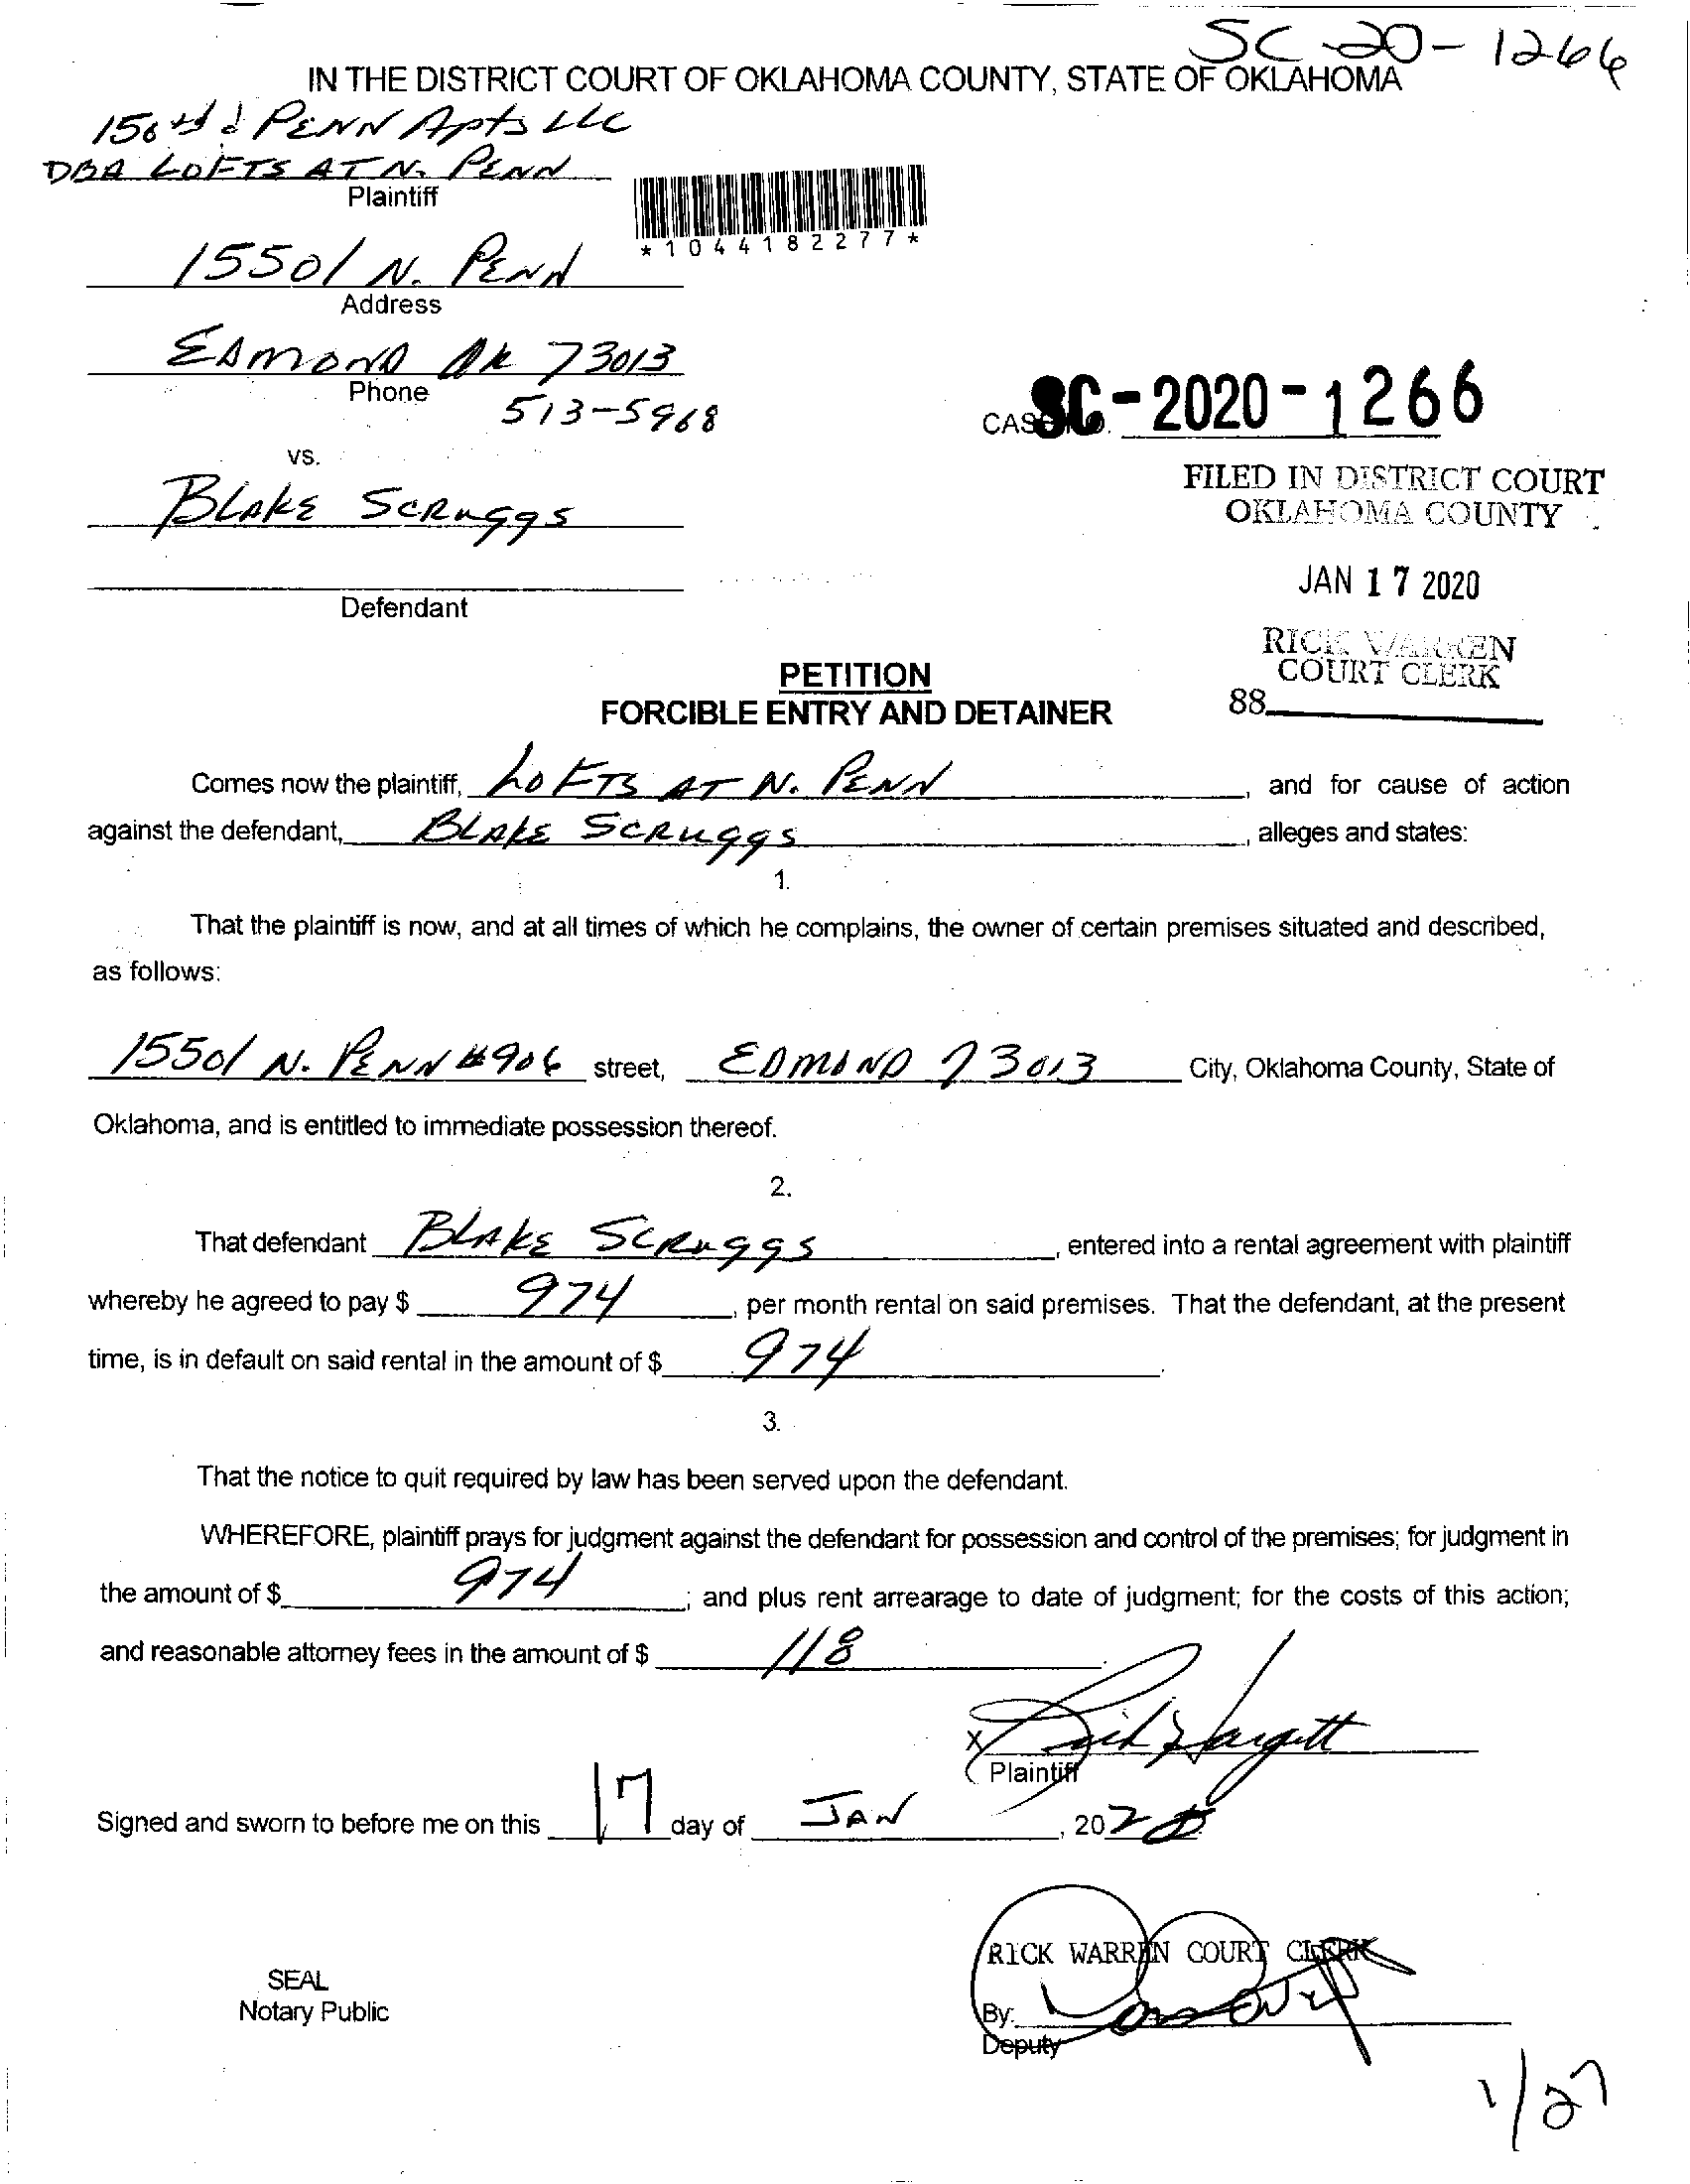 SC-20-1266
IN THE DISTRICT COURT OF OKLAHOMA COUNTY, STATE OF OKLAHOMA
PENN Apts LLC
DBA LOFTS AT N. PENN
Plaintiff
*1044182277*
15501 N. PENN
Address
EDMOND OK 73013
Phone
513-5968
SC-2020-1266
CASE NO.
vs.
FILED IN DISTRICT COURT
OKLAHOMA COUNTY
BLAKE SCRUGGS
JAN 17 2020
Defendant
RICK WARREN
COURT CLERK
88
PETITION
FORCIBLE ENTRY AND DETAINER
Comes now the plaintiff, LOFTS AT N. PENN, and for cause of action
against the defendant, BLAKE SCRUGGS, alleges and states:
1.
That the plaintiff is now, and at all times of which he complains, the owner of certain premises situated and described,
as follows:
15501 N. PENN #906 street, EDMOND 73013 City, Oklahoma County, State of
Oklahoma, and is entitled to immediate possession thereof.
2.
That defendant BLAKE SCRUGGS, entered into a rental agreement with plaintiff
whereby he agreed to pay $ 974, per month rental on said premises. That the defendant, at the present
time, is in default on said rental in the amount of $ 974.
3.
That the notice to quit required by law has been served upon the defendant.
WHEREFORE, plaintiff prays for judgment against the defendant for possession and control of the premises; for judgment in
the amount of $ 974; and plus rent arrearage to date of judgment; for the costs of this action;
and reasonable attorney fees in the amount of $ 118
X
Plaintiff
Signed and sworn to before me on this 17 day of JAN, 2020
RICK WARREN COURT CLERK
SEAL
Notary Public
By:
Deputy
1/27